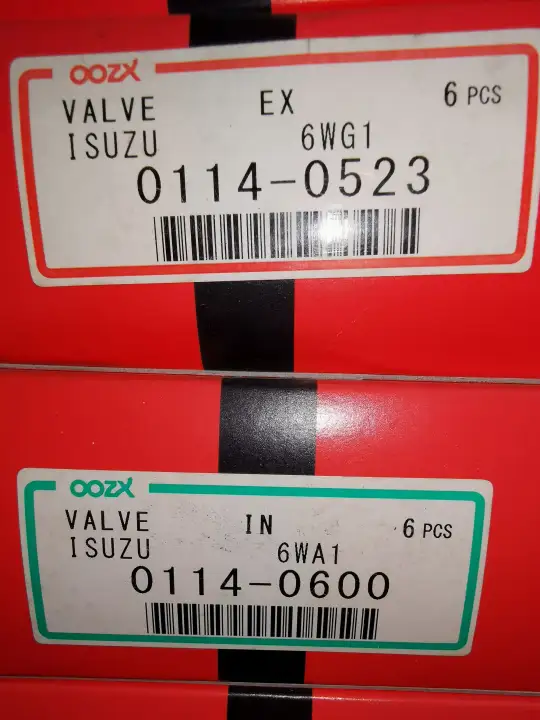 OOZX
VALVE EX 6 PCS
ISUZU 6WG1
0114-0523
OOZX
VALVE IN 6 PCS
ISUZU 6WA1
0114-0600